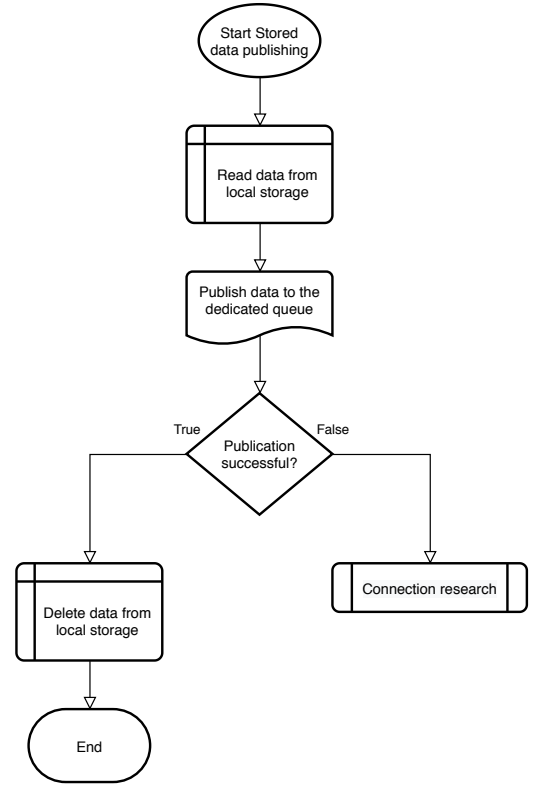 Start Stored
data publishing
Read data from
local storage
Publish data to the
dedicated queue
True
False
Publication
successful?
Delete data from
local storage
Connection research
End